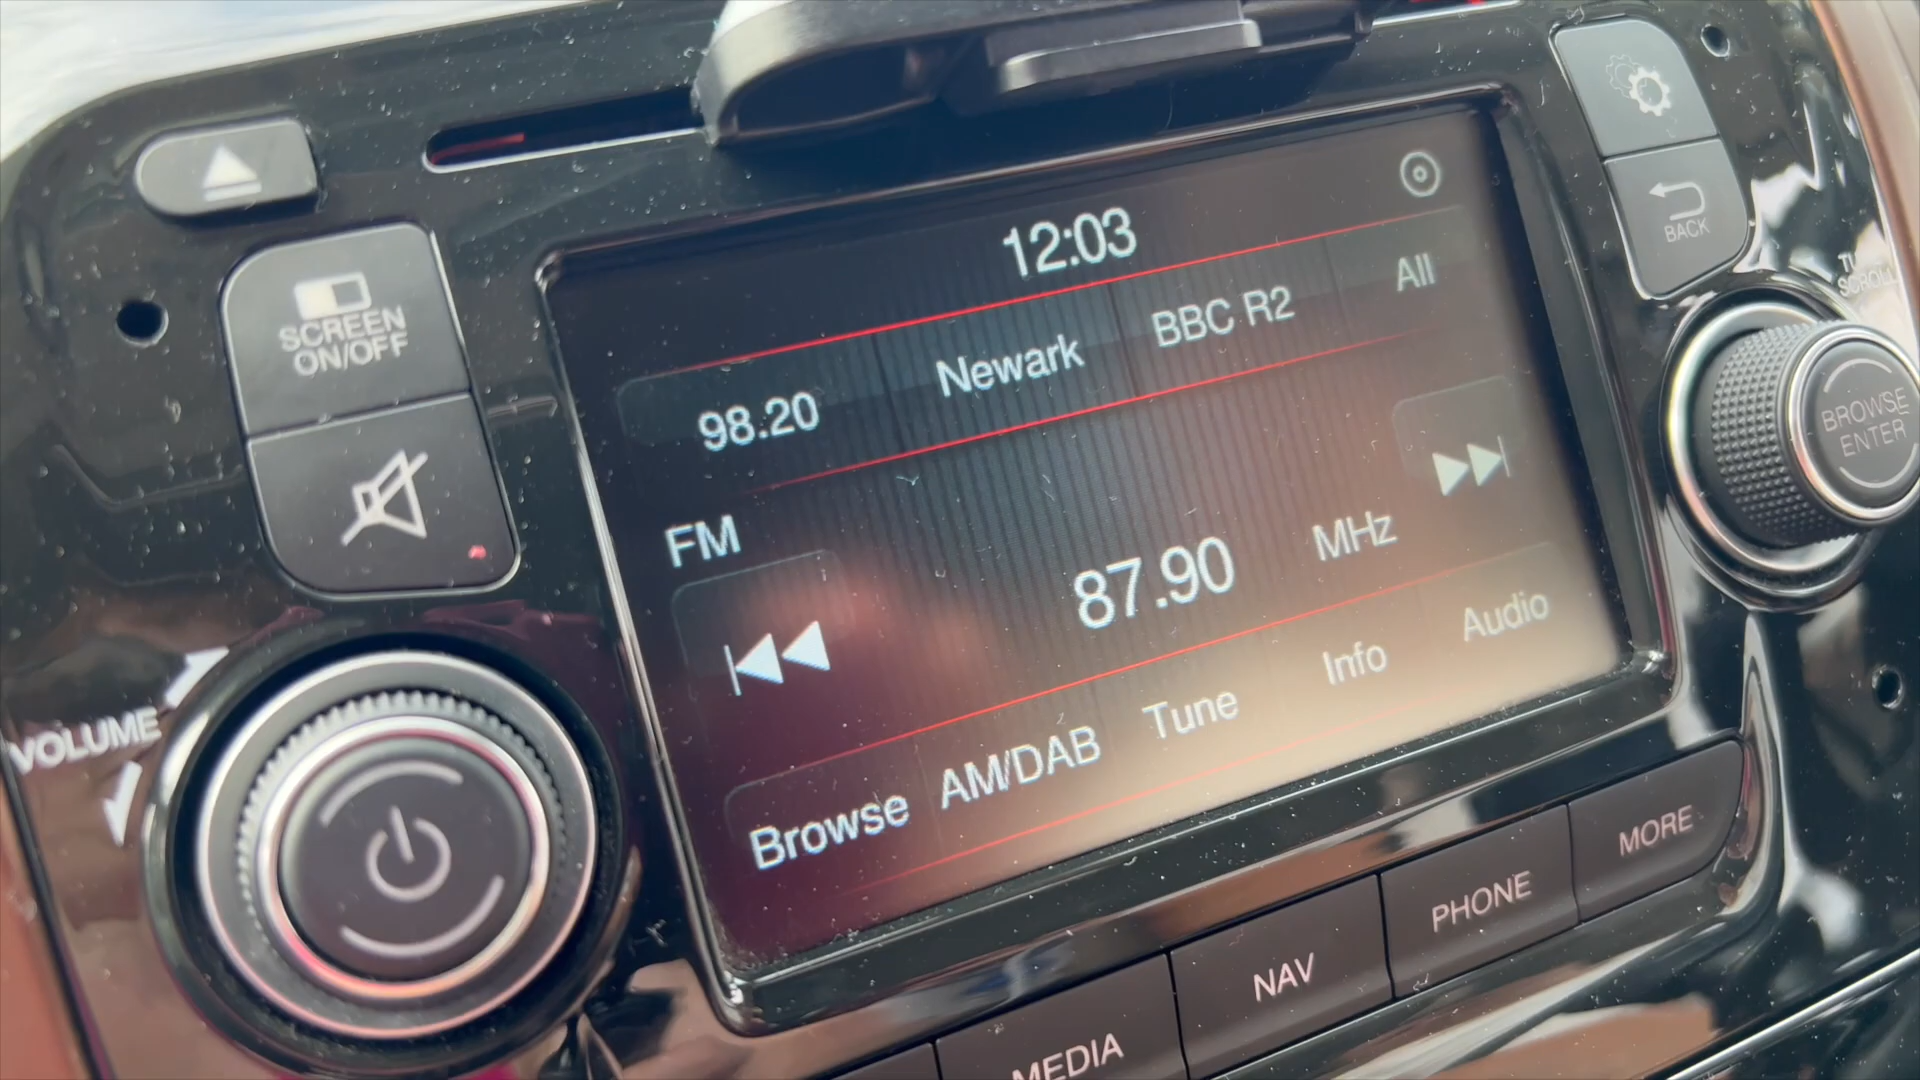 12:03
98.20 Newark BBC R2 All
FM
87.90 MHz
Browse AM/DAB Tune Info Audio
SCREEN
ON/OFF
VOLUME
BACK
SCROLL
BROWSE
ENTER
MEDIA NAV PHONE MORE